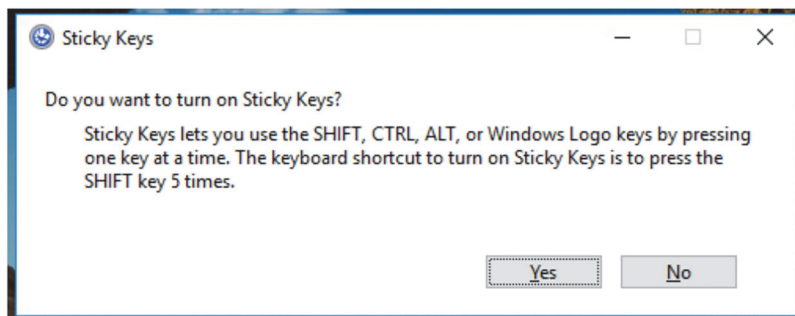 Sticky Keys
Do you want to turn on Sticky Keys?
Sticky Keys lets you use the SHIFT, CTRL, ALT, or Windows Logo keys by pressing
one key at a time. The keyboard shortcut to turn on Sticky Keys is to press the
SHIFT key 5 times.
Yes No